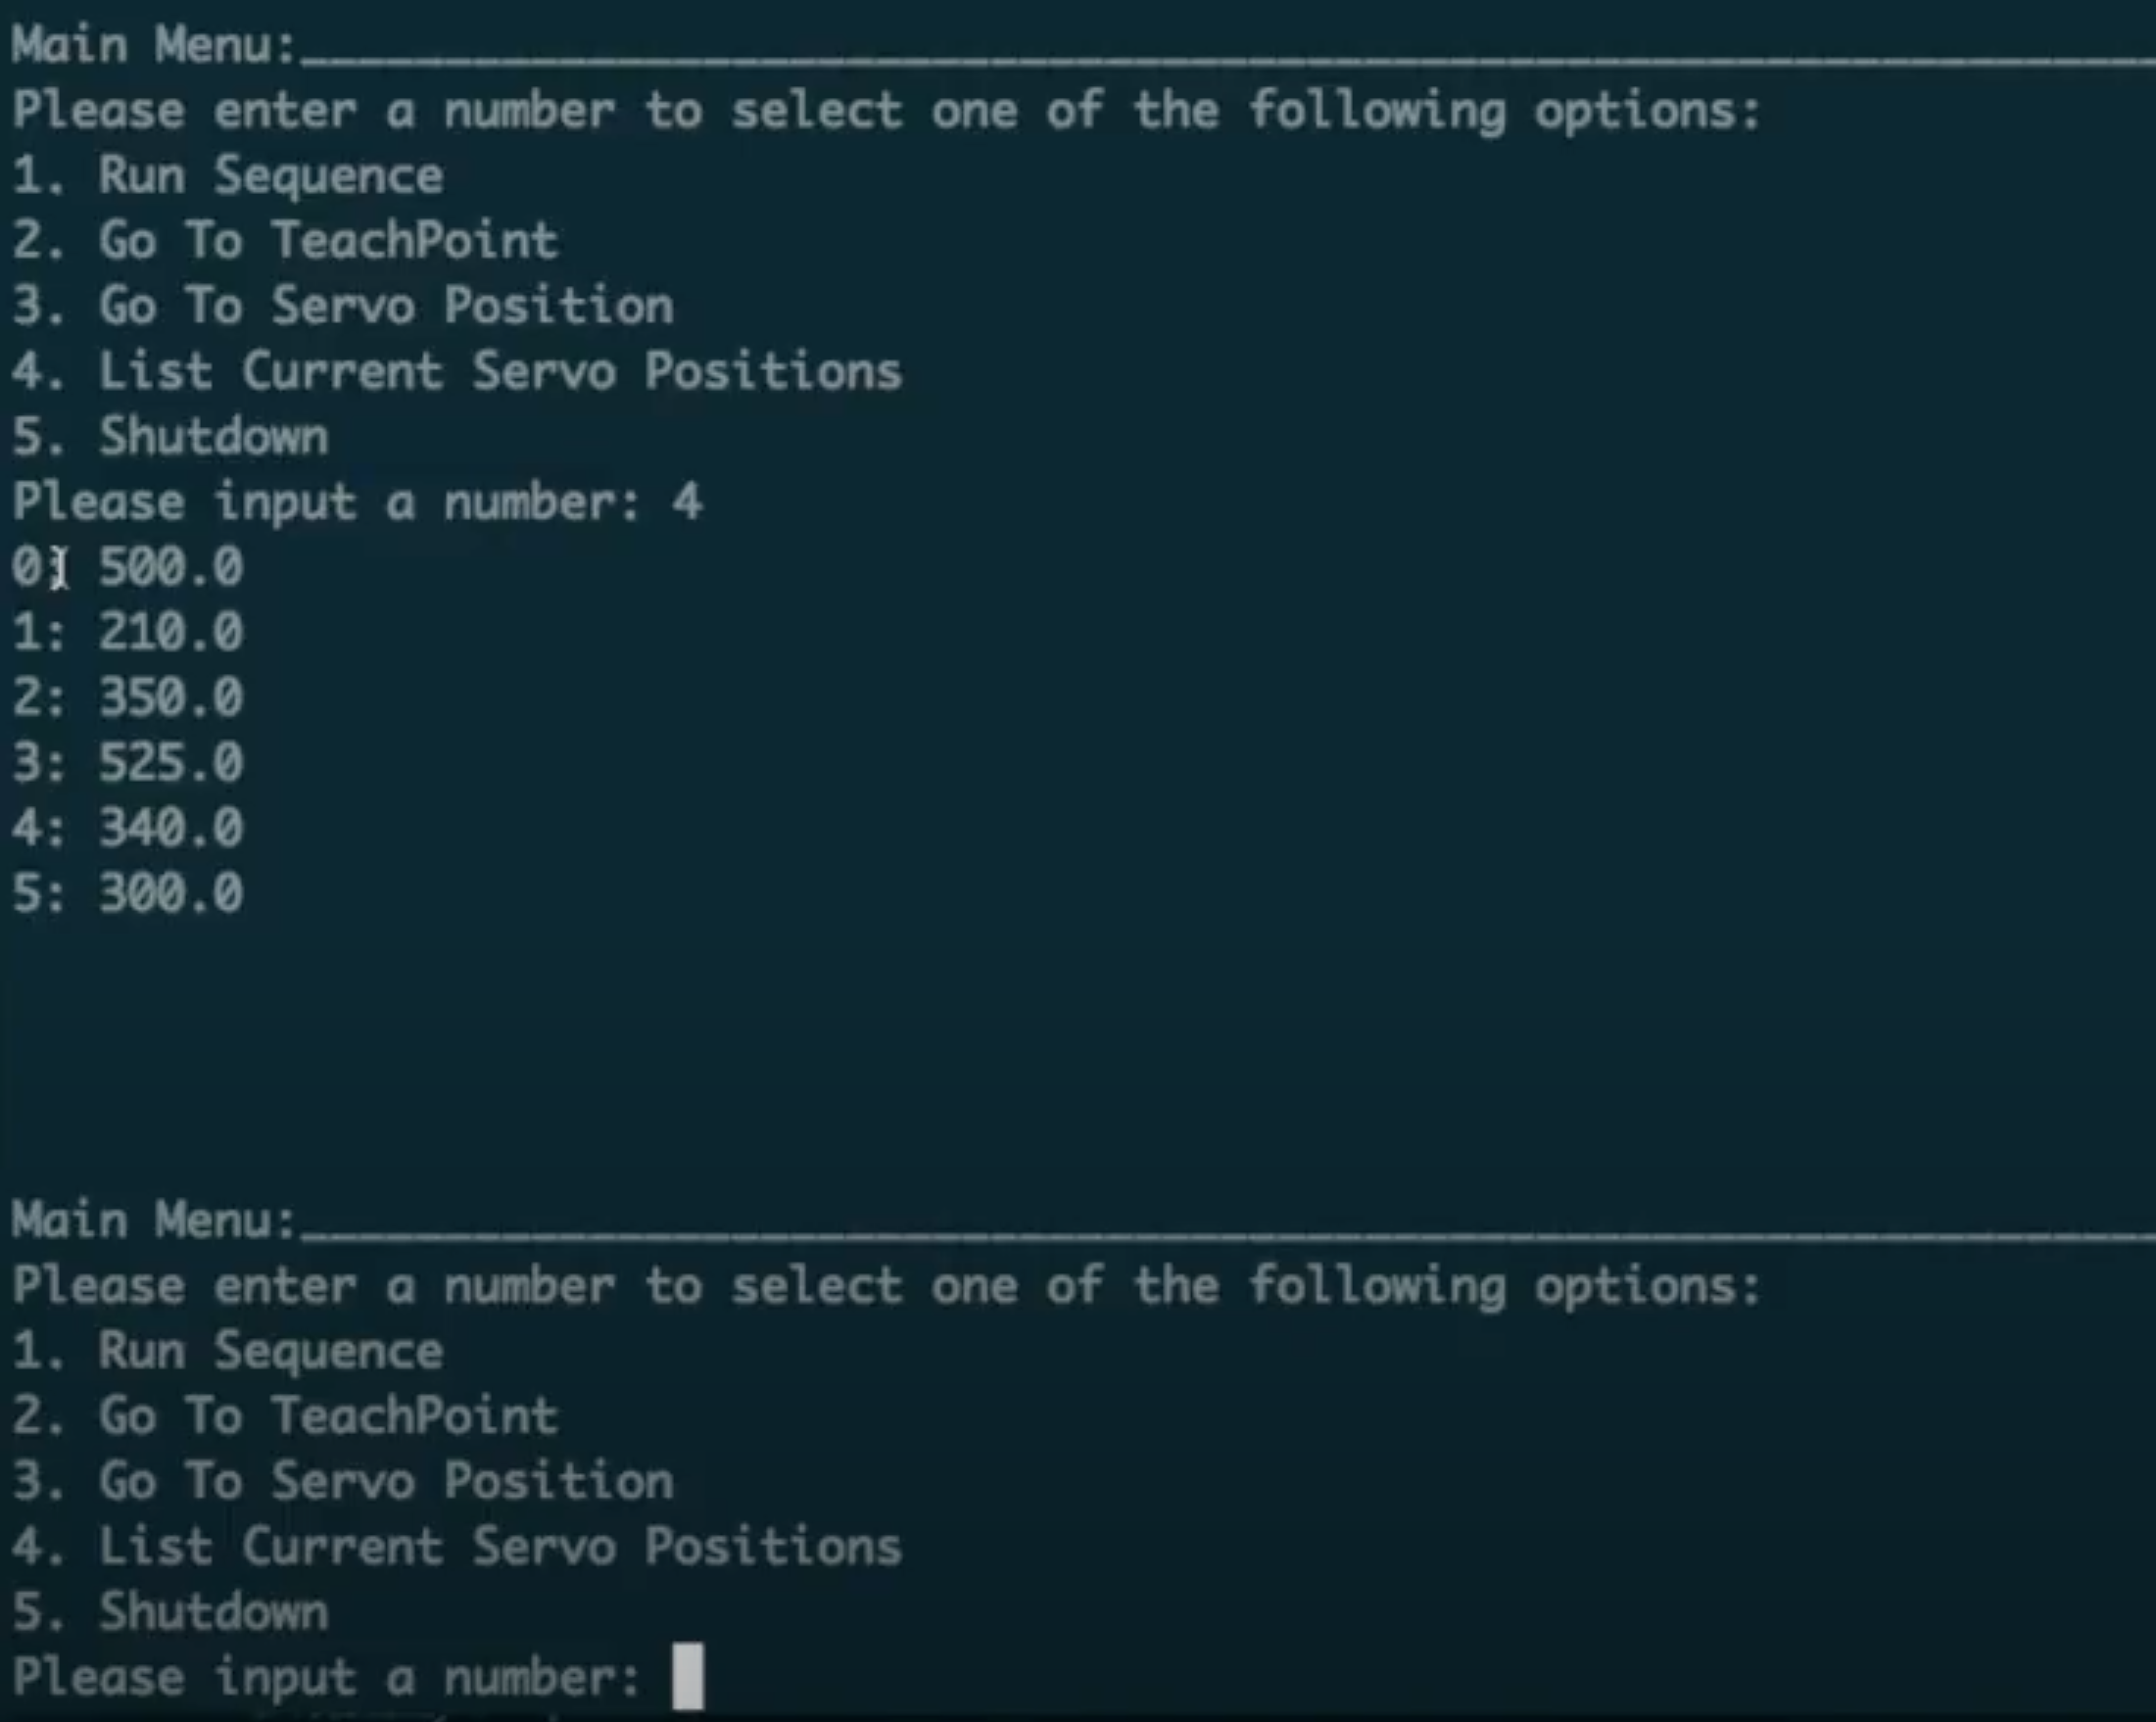 Main Menu:_________________________________________________________________
Please enter a number to select one of the following options:
1. Run Sequence
2. Go To TeachPoint
3. Go To Servo Position
4. List Current Servo Positions
5. Shutdown
Please input a number: 4
0: 500.0
1: 210.0
2: 350.0
3: 525.0
4: 340.0
5: 300.0
Main Menu:_________________________________________________________________
Please enter a number to select one of the following options:
1. Run Sequence
2. Go To TeachPoint
3. Go To Servo Position
4. List Current Servo Positions
5. Shutdown
Please input a number: